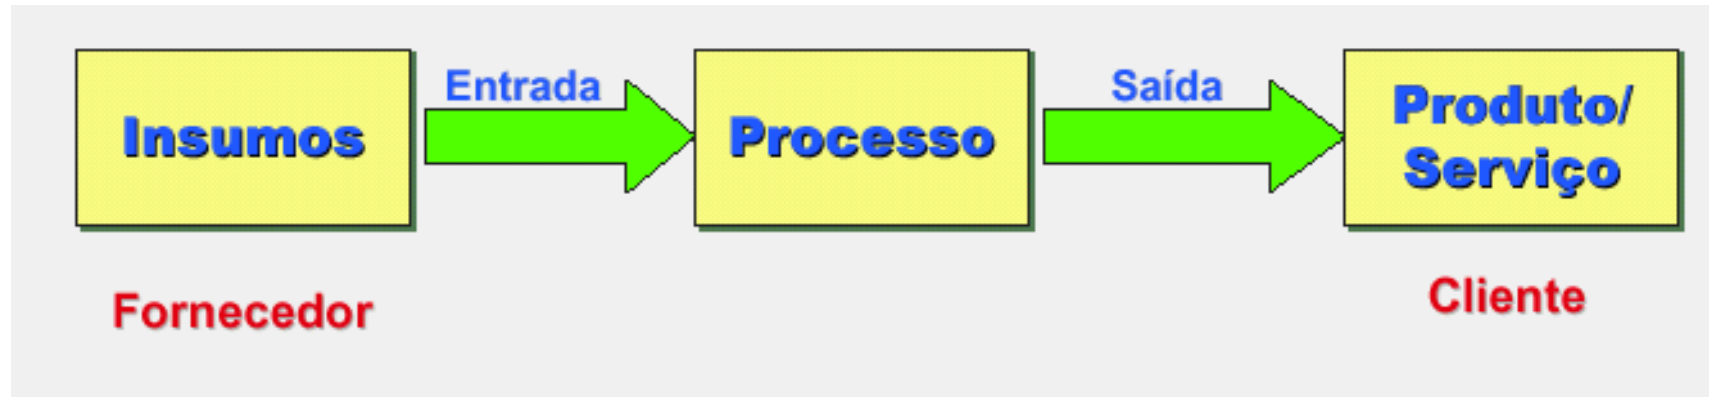 Insumos
Entrada
Processo
Saída
Produto/
Serviço
Fornecedor
Cliente